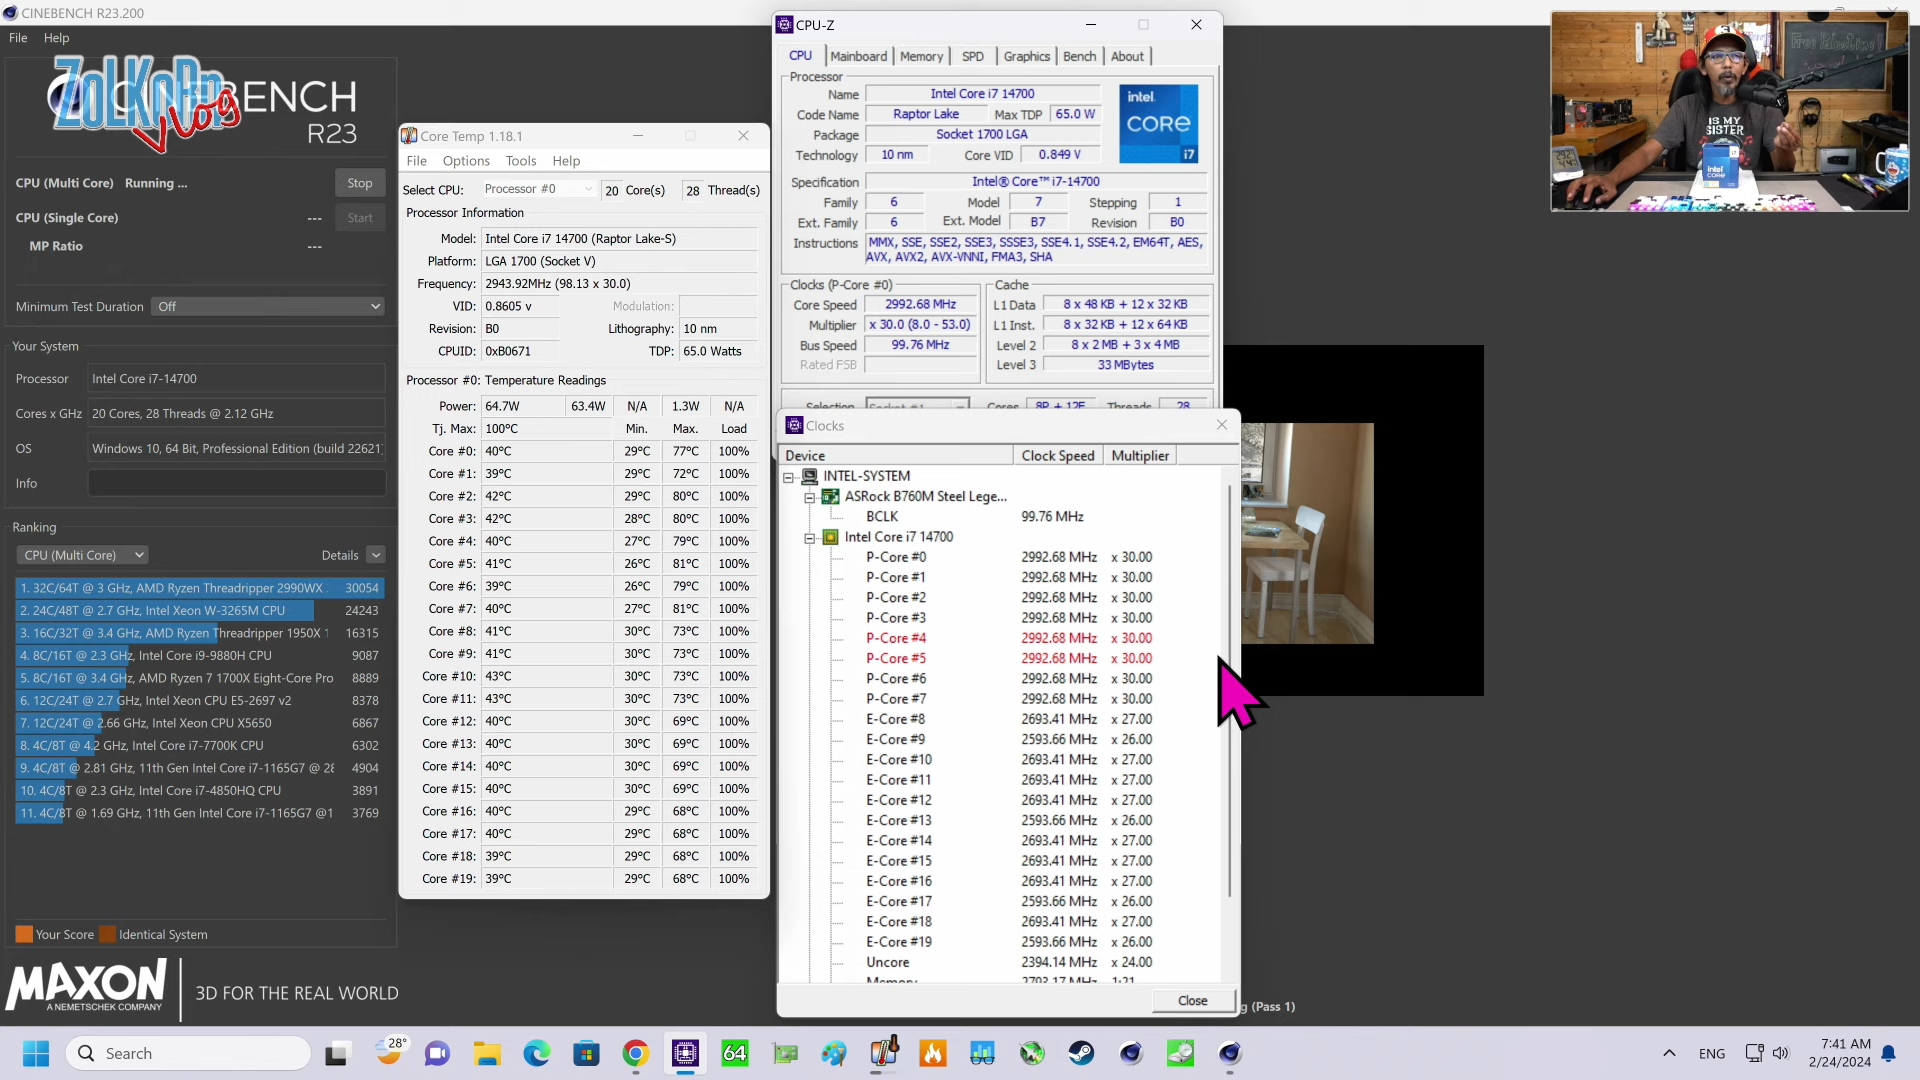 CINEBENCH R23.200
File Help
ZOLKOPP Vlog
CINEBENCH
R23
CPU (Multi Core) Running ... Stop
CPU (Single Core) --- Start
MP Ratio ---
Minimum Test Duration Off
Your System
Processor Intel Core i7-14700
Cores x GHz 20 Cores, 28 Threads @ 2.12 GHz
OS Windows 10, 64 Bit, Professional Edition (build 22621)
Info
Ranking
CPU (Multi Core) Details
1. 32C/64T @ 3 GHz, AMD Ryzen Threadripper 2990WX 30054
2. 24C/48T @ 2.7 GHz, Intel Xeon W-3265M CPU 24243
3. 16C/32T @ 3.4 GHz, AMD Ryzen Threadripper 1950X 16315
4. 8C/16T @ 2.3 GHz, Intel Core i9-9880H CPU 9087
5. 8C/16T @ 3.4 GHz, AMD Ryzen 7 1700X Eight-Core Pro 8889
6. 12C/24T @ 2.7 GHz, Intel Xeon CPU E5-2697 v2 8378
7. 12C/24T @ 2.66 GHz, Intel Xeon CPU X5650 6867
8. 4C/8T @ 4.2 GHz, Intel Core i7-7700K CPU 6302
9. 4C/8T @ 2.81 GHz, 11th Gen Intel Core i7-1165G7 @ 28 4904
10. 4C/8T @ 2.3 GHz, Intel Core i7-4850HQ CPU 3891
11. 4C/8T @ 1.69 GHz, 11th Gen Intel Core i7-1165G7 @1 3769
Your Score Identical System
MAXON
A NEMETSCHEK COMPANY
3D FOR THE REAL WORLD
Core Temp 1.18.1
File Options Tools Help
Select CPU: Processor #0 20 Core(s) 28 Thread(s)
Processor Information
Model: Intel Core i7 14700 (Raptor Lake-S)
Platform: LGA 1700 (Socket V)
Frequency: 2943.92MHz (98.13 x 30.0)
VID: 0.8605 v Modulation:
Revision: B0 Lithography: 10 nm
CPUID: 0xB0671 TDP: 65.0 Watts
Processor #0: Temperature Readings
Power: 64.7W 63.4W N/A 1.3W N/A
Tj. Max: 100°C Min. Max. Load
Core #0: 40°C 29°C 77°C 100%
Core #1: 39°C 29°C 72°C 100%
Core #2: 42°C 29°C 80°C 100%
Core #3: 42°C 28°C 80°C 100%
Core #4: 40°C 27°C 79°C 100%
Core #5: 41°C 26°C 81°C 100%
Core #6: 39°C 26°C 79°C 100%
Core #7: 40°C 27°C 81°C 100%
Core #8: 41°C 30°C 73°C 100%
Core #9: 41°C 30°C 73°C 100%
Core #10: 43°C 30°C 73°C 100%
Core #11: 43°C 30°C 73°C 100%
Core #12: 40°C 30°C 69°C 100%
Core #13: 40°C 30°C 69°C 100%
Core #14: 40°C 30°C 69°C 100%
Core #15: 40°C 30°C 69°C 100%
Core #16: 40°C 29°C 68°C 100%
Core #17: 40°C 29°C 68°C 100%
Core #18: 39°C 29°C 68°C 100%
Core #19: 39°C 29°C 68°C 100%
CPU-Z
CPU Mainboard Memory SPD Graphics Bench About
Processor
Name Intel Core i7 14700
Code Name Raptor Lake Max TDP 65.0 W
Package Socket 1700 LGA
Technology 10 nm Core VID 0.849 V
intel CORE i7
Specification Intel® Core™ i7-14700
Family 6 Model 7 Stepping 1
Ext. Family 6 Ext. Model B7 Revision B0
Instructions MMX, SSE, SSE2, SSE3, SSSE3, SSE4.1, SSE4.2, EM64T, AES,
AVX, AVX2, AVX-VNNI, FMA3, SHA
Clocks (P-Core #0) Cache
Core Speed 2992.68 MHz L1 Data 8 x 48 KB + 12 x 32 KB
Multiplier x 30.0 (8.0 - 53.0) L1 Inst. 8 x 32 KB + 12 x 64 KB
Bus Speed 99.76 MHz Level 2 8 x 2 MB + 3 x 4 MB
Rated FSB Level 3 33 MBytes
Selection Socket #1 Cores 8P + 12E Threads 28
Clocks
Device Clock Speed Multiplier
INTEL-SYSTEM
ASRock B760M Steel Lege...
BCLK 99.76 MHz
Intel Core i7 14700
P-Core #0 2992.68 MHz x 30.00
P-Core #1 2992.68 MHz x 30.00
P-Core #2 2992.68 MHz x 30.00
P-Core #3 2992.68 MHz x 30.00
P-Core #4 2992.68 MHz x 30.00
P-Core #5 2992.68 MHz x 30.00
P-Core #6 2992.68 MHz x 30.00
P-Core #7 2992.68 MHz x 30.00
E-Core #8 2693.41 MHz x 27.00
E-Core #9 2593.66 MHz x 26.00
E-Core #10 2693.41 MHz x 27.00
E-Core #11 2693.41 MHz x 27.00
E-Core #12 2693.41 MHz x 27.00
E-Core #13 2593.66 MHz x 26.00
E-Core #14 2693.41 MHz x 27.00
E-Core #15 2693.41 MHz x 27.00
E-Core #16 2693.41 MHz x 27.00
E-Core #17 2593.66 MHz x 26.00
E-Core #18 2693.41 MHz x 27.00
E-Core #19 2593.66 MHz x 26.00
Uncore 2394.14 MHz x 24.00
Memory 2793.17 MHz 1:21
Close
g (Pass 1)
Free Palestine!
IS MY
SISTER
intel
CORE
Search 28° 64 ENG 7:41 AM
2/24/2024